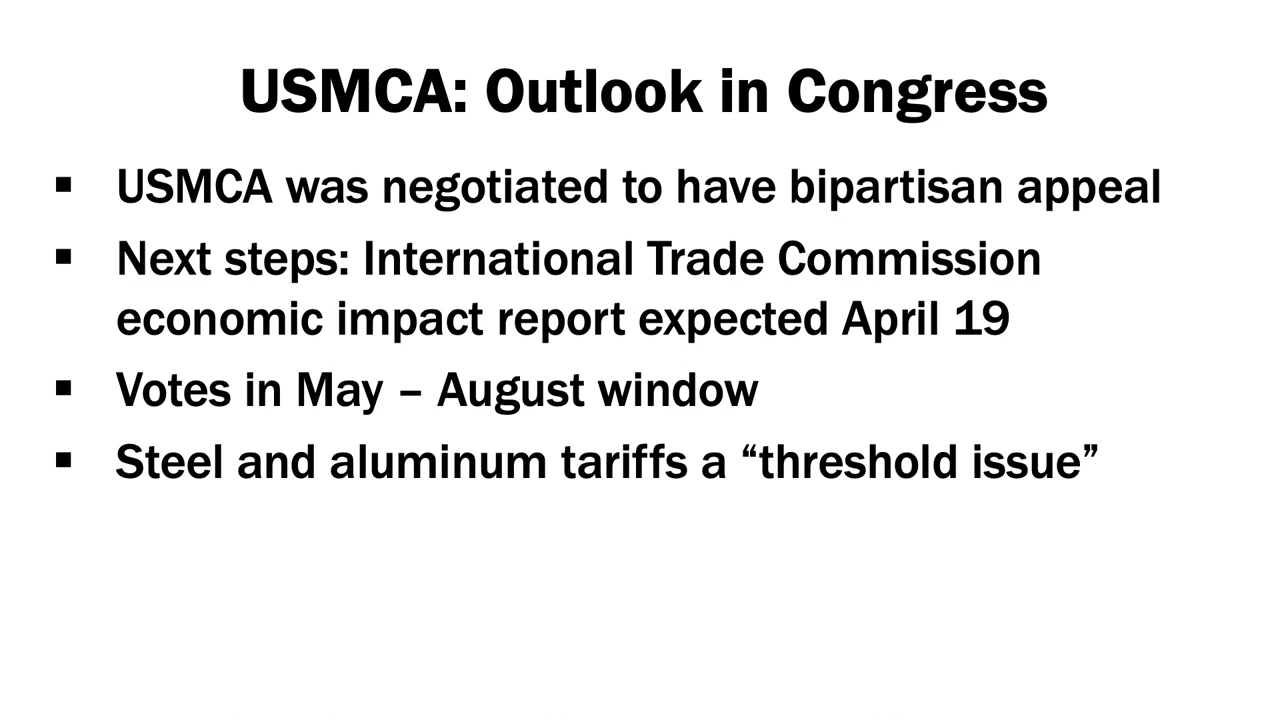 USMCA: Outlook in Congress
▪ USMCA was negotiated to have bipartisan appeal
▪ Next steps: International Trade Commission
economic impact report expected April 19
▪ Votes in May – August window
▪ Steel and aluminum tariffs a “threshold issue”